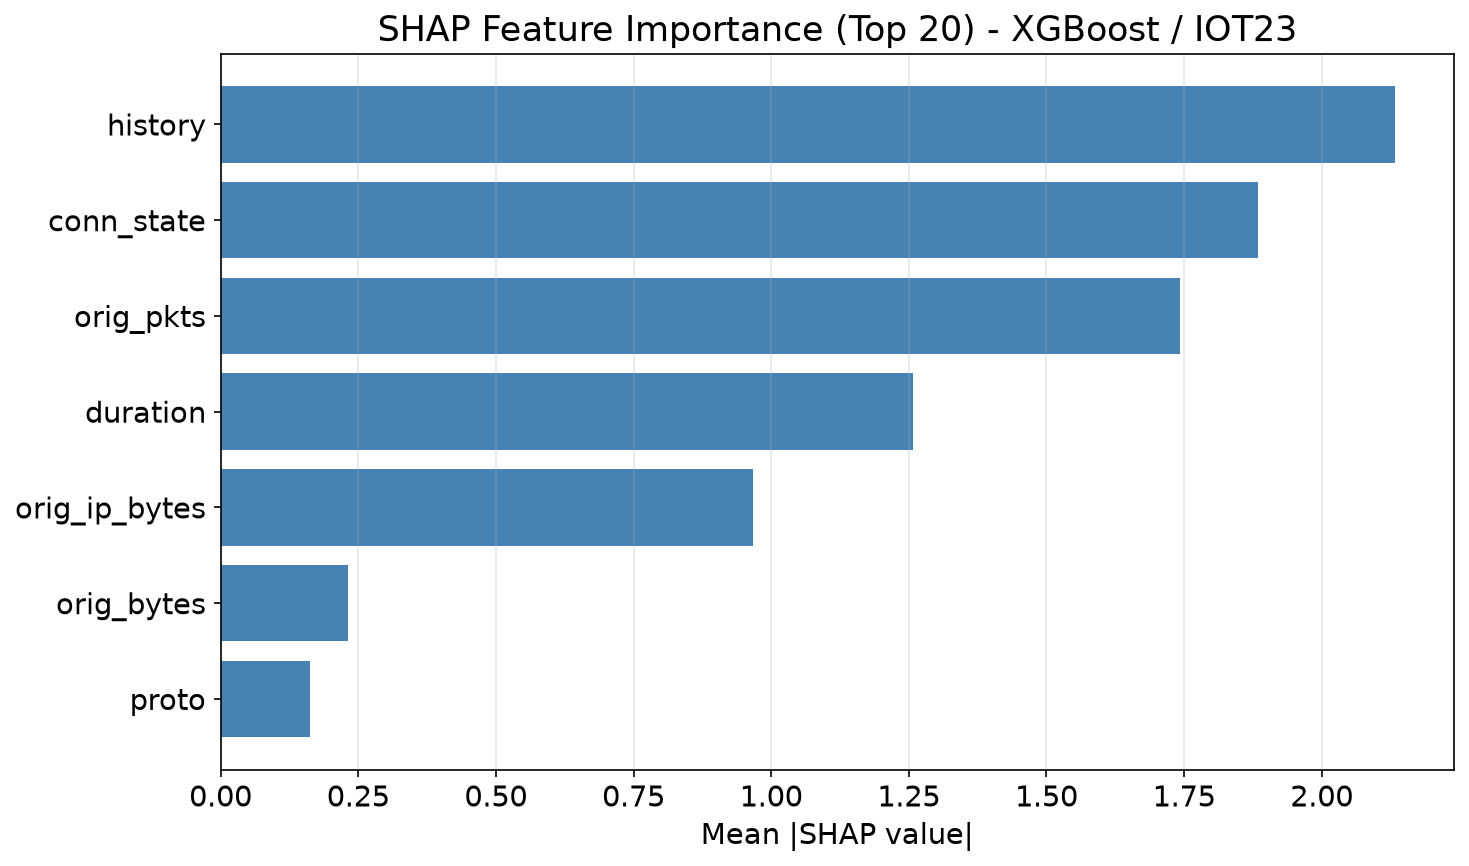 SHAP Feature Importance (Top 20) - XGBoost / IOT23
history
conn_state
orig_pkts
duration
orig_ip_bytes
orig_bytes
proto
0.00 0.25 0.50 0.75 1.00 1.25 1.50 1.75 2.00
Mean |SHAP value|